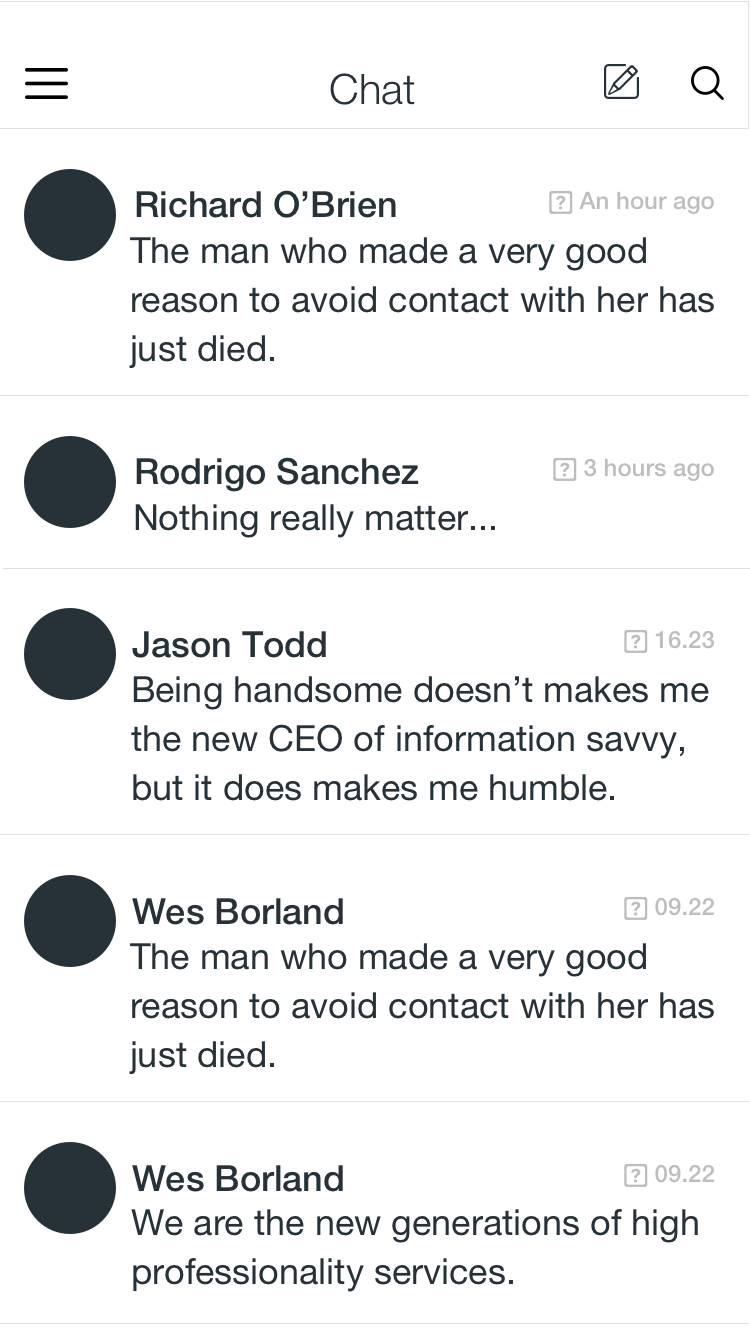 Chat
Richard O’Brien
An hour ago
The man who made a very good
reason to avoid contact with her has
just died.
Rodrigo Sanchez
3 hours ago
Nothing really matter...
Jason Todd
16.23
Being handsome doesn’t makes me
the new CEO of information savvy,
but it does makes me humble.
Wes Borland
09.22
The man who made a very good
reason to avoid contact with her has
just died.
Wes Borland
09.22
We are the new generations of high
professionality services.